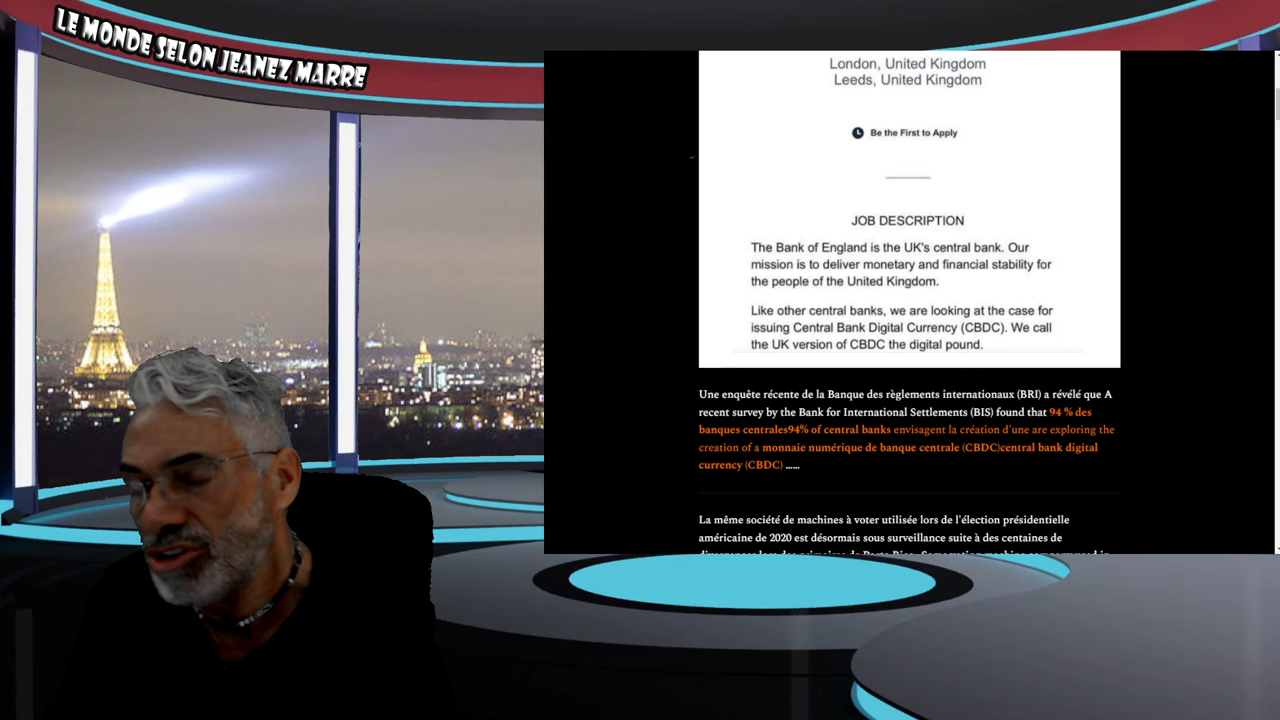 LE MONDE SELON JEANEZ MARRE
London, United Kingdom
Leeds, United Kingdom
Be the First to Apply
JOB DESCRIPTION
The Bank of England is the UK's central bank. Our
mission is to deliver monetary and financial stability for
the people of the United Kingdom.
Like other central banks, we are looking at the case for
issuing Central Bank Digital Currency (CBDC). We call
the UK version of CBDC the digital pound.
Une enquête récente de la Banque des règlements internationaux (BRI) a révélé que A
recent survey by the Bank for International Settlements (BIS) found that 94 % des
banques centrales94% of central banks envisagent la création d'une are exploring the
creation of a monnaie numérique de banque centrale (CBDC)central bank digital
currency (CBDC) ......
La même société de machines à voter utilisée lors de l'élection présidentielle
américaine de 2020 est désormais sous surveillance suite à des centaines de